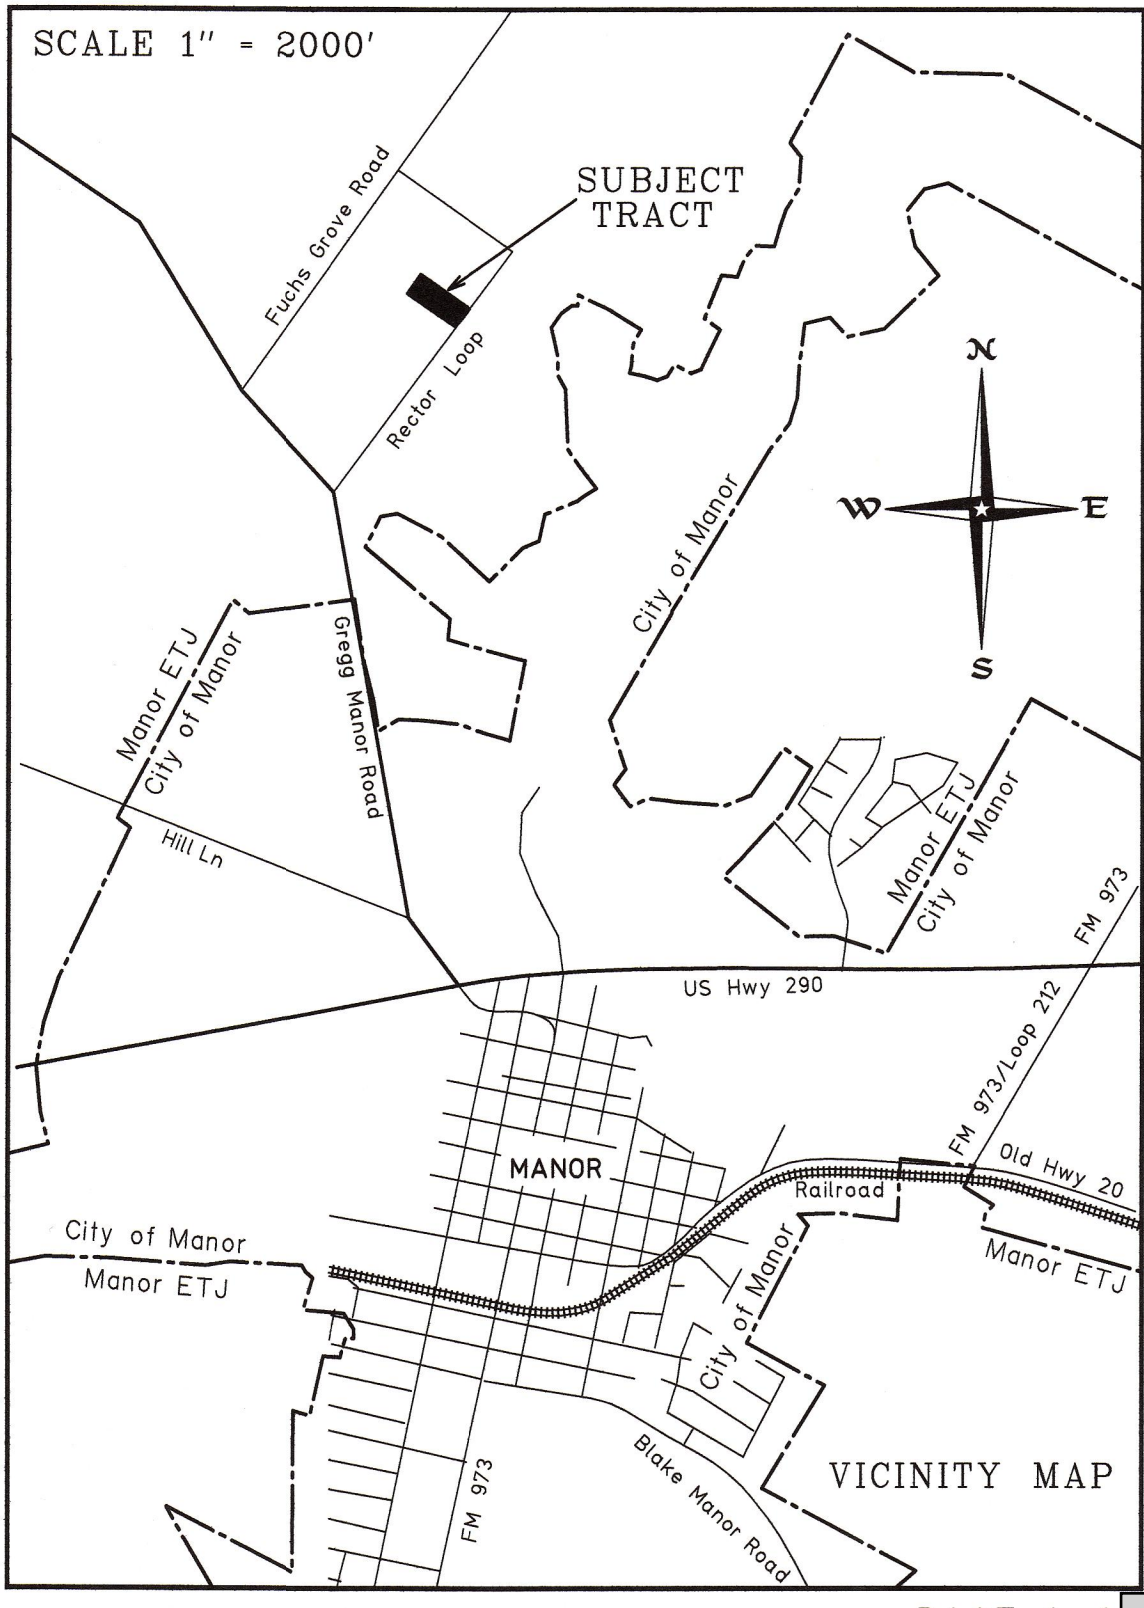 SCALE 1" = 2000'
Fuchs Grove Road
SUBJECT
TRACT
Rector Loop
N
W
E
S
City of Manor
Manor ETJ
City of Manor
Gregg Manor Road
Hill Ln
Manor ETJ
City of Manor
FM 973
US Hwy 290
FM 973/Loop 212
MANOR
Old Hwy 20
Railroad
City of Manor
Manor ETJ
Manor ETJ
City of Manor
Blake Manor Road
FM 973
VICINITY MAP